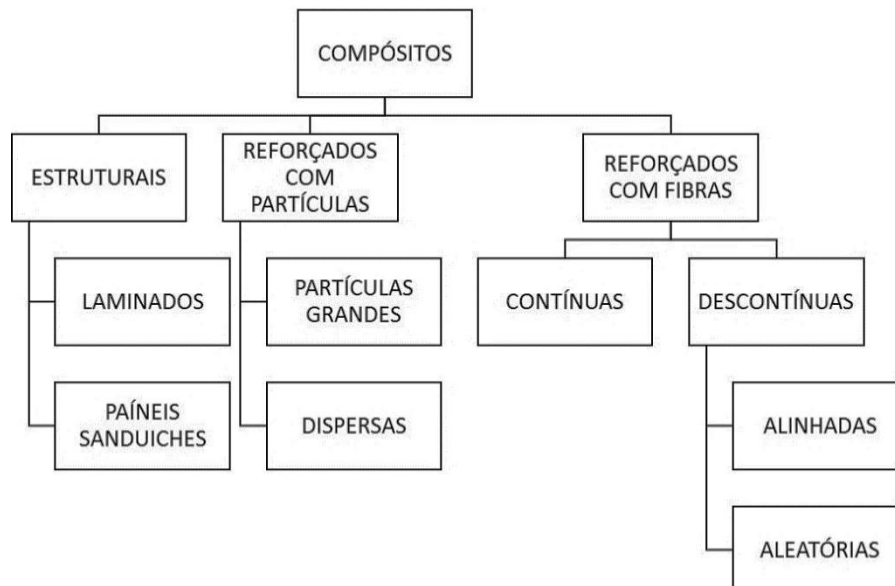 COMPÓSITOS
ESTRUTURAIS
REFORÇADOS
COM
PARTÍCULAS
REFORÇADOS
COM FIBRAS
LAMINADOS
PARTÍCULAS
GRANDES
CONTÍNUAS
DESCONTÍNUAS
PAÍNEIS
SANDUICHES
DISPERSAS
ALINHADAS
ALEATÓRIAS